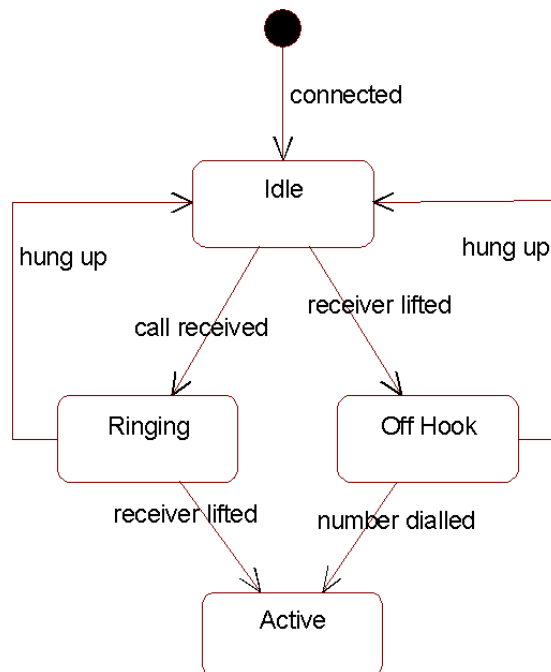 connected
Idle
hung up
hung up
receiver lifted
call received
Ringing
Off Hook
receiver lifted
number dialled
Active